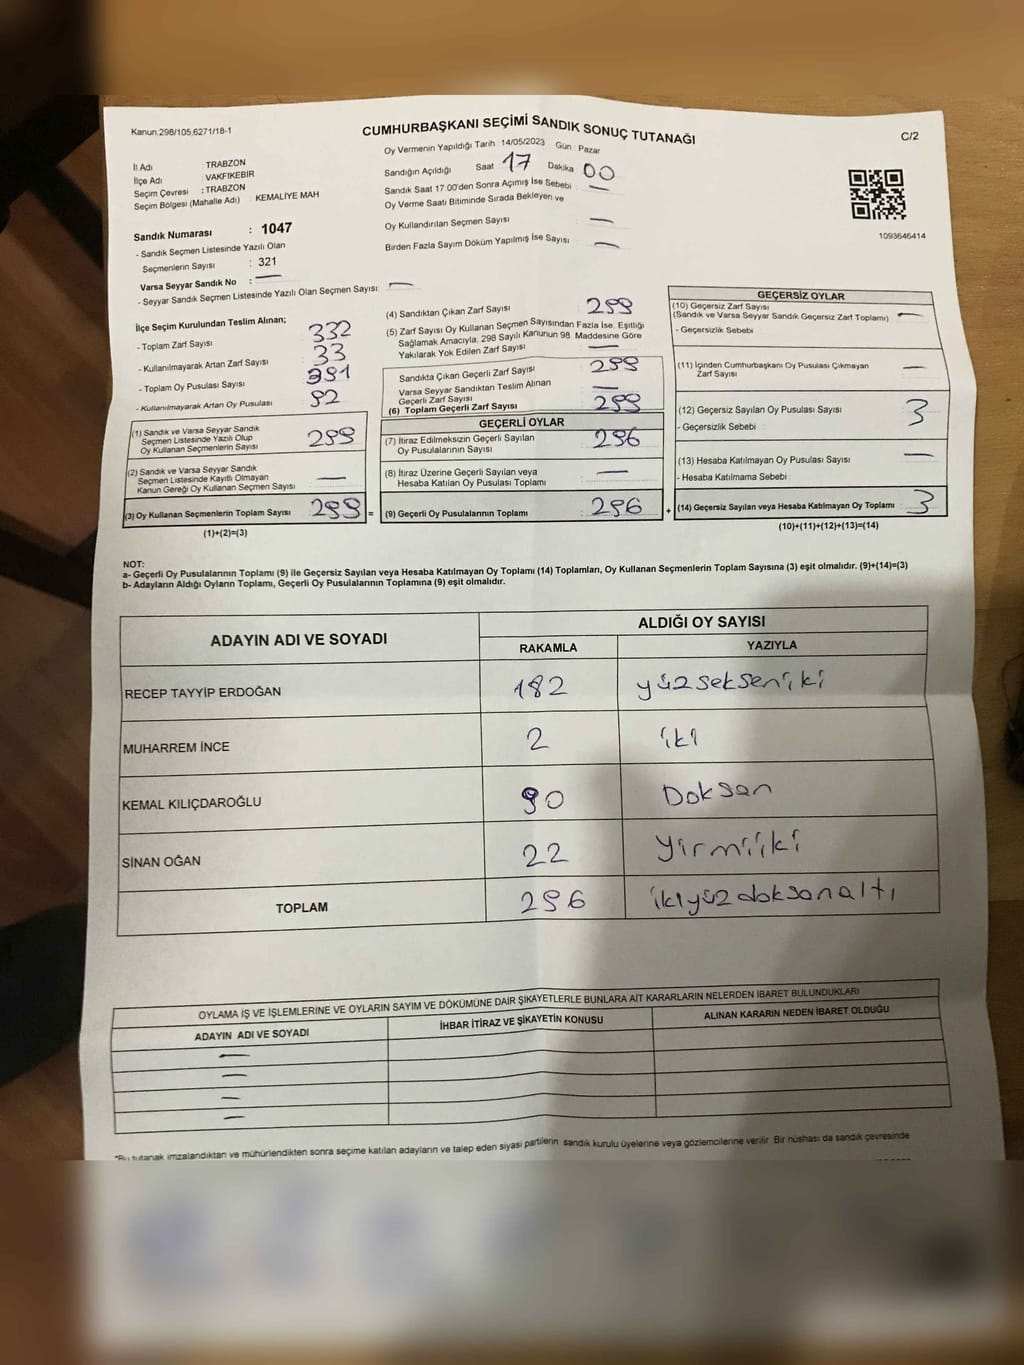 Kanun.298/105,6271/18-1
CUMHURBAŞKANI SEÇİMİ SANDIK SONUÇ TUTANAĞI
C/2
Oy Vermenin Yapıldığı Tarih 14/05/2023 Gün Pazar
İl Adı : TRABZON
İlçe Adı : VAKFIKEBİR
Seçim Çevresi : TRABZON
Seçim Bölgesi (Mahalle Adı) : KEMALİYE MAH
Sandığın Açıldığı Saat 17 Dakika 00
Sandık Saat 17.00'den Sonra Açımış İse Sebebi : —
Oy Verme Saati Bitiminde Sırada Bekleyen ve
Oy Kullandırılan Seçmen Sayısı —
Birden Fazla Sayım Döküm Yapılmış İse Sayısı —
1093646414
Sandık Numarası : 1047
- Sandık Seçmen Listesinde Yazılı Olan
Seçmenlerin Sayısı : 321
Varsa Seyyar Sandık No : —
- Seyyar Sandık Seçmen Listesinde Yazılı Olan Seçmen Sayısı: —
İlçe Seçim Kurulundan Teslim Alınan;
- Toplam Zarf Sayısı 332
- Kullanılmayarak Artan Zarf Sayısı 33
- Toplam Oy Pusulası Sayısı 391
- Kullanılmayarak Artan Oy Pusulası 92
(1) Sandık ve Varsa Seyyar Sandık
Seçmen Listesinde Yazılı Olup
Oy Kullanan Seçmenlerin Sayısı 299
(2) Sandık ve Varsa Seyyar Sandık
Seçmen Listesinde Kayıtlı Olmayan
Kanun Gereği Oy Kullanan Seçmen Sayısı —
(3) Oy Kullanan Seçmenlerin Toplam Sayısı 299 =
(1)+(2)=(3)
(4) Sandıktan Çıkan Zarf Sayısı 299
(5) Zarf Sayısı Oy Kullanan Seçmen Sayısından Fazla İse, Eşitliği
Sağlamak Amacıyla, 298 Sayılı Kanunun 98. Maddesine Göre
Yakılarak Yok Edilen Zarf Sayısı —
Sandıkta Çıkan Geçerli Zarf Sayısı 299
Varsa Seyyar Sandıktan Teslim Alınan
Geçerli Zarf Sayısı —
(6) Toplam Geçerli Zarf Sayısı 299
GEÇERLİ OYLAR
(7) İtiraz Edilmeksizin Geçerli Sayılan
Oy Pusulalarının Sayısı 296
(8) İtiraz Üzerine Geçerli Sayılan veya
Hesaba Katılan Oy Pusulası Toplamı —
(9) Geçerli Oy Pusulalarının Toplamı : 296 +
GEÇERSİZ OYLAR
(10) Geçersiz Zarf Sayısı
(Sandık ve Varsa Seyyar Sandık Geçersiz Zarf Toplamı) —
- Geçersizlik Sebebi :
(11) İçinden Cumhurbaşkanı Oy Pusulası Çıkmayan
Zarf Sayısı —
(12) Geçersiz Sayılan Oy Pusulası Sayısı 3
- Geçersizlik Sebebi :
(13) Hesaba Katılmayan Oy Pusulası Sayısı —
- Hesaba Katılmama Sebebi :
(14) Geçersiz Sayılan veya Hesaba Katılmayan Oy Toplamı 3
(10)+(11)+(12)+(13)=(14)
NOT:
a- Geçerli Oy Pusulalarının Toplamı (9) ile Geçersiz Sayılan veya Hesaba Katılmayan Oy Toplamı (14) Toplamları, Oy Kullanan Seçmenlerin Toplam Sayısına (3) eşit olmalıdır. (9)+(14)=(3)
b- Adayların Aldığı Oyların Toplamı, Geçerli Oy Pusulalarının Toplamına (9) eşit olmalıdır.
ADAYIN ADI VE SOYADI ALDIĞI OY SAYISI
RAKAMLA YAZIYLA
RECEP TAYYİP ERDOĞAN 182 yüzsekseniki
MUHARREM İNCE 2 iki
KEMAL KILIÇDAROĞLU 90 Doksan
SİNAN OĞAN 22 yirmiiki
TOPLAM 296 ikiyüzdoksanaltı
OYLAMA İŞ VE İŞLEMLERİNE VE OYLARIN SAYIM VE DÖKÜMÜNE DAİR ŞİKAYETLERLE BUNLARA AİT KARARLARIN NELERDEN İBARET BULUNDUKLARI
ADAYIN ADI VE SOYADI İHBAR İTİRAZ VE ŞİKAYETİN KONUSU ALINAN KARARIN NEDEN İBARET OLDUĞU
—
—
—
—
*Bu tutanak imzalandıktan ve mühürlendikten sonra seçime katılan adayların ve talep eden siyasi partilerin sandık kurulu üyelerine veya gözlemcilerine verilir. Bir nüshası da sandık çevresinde